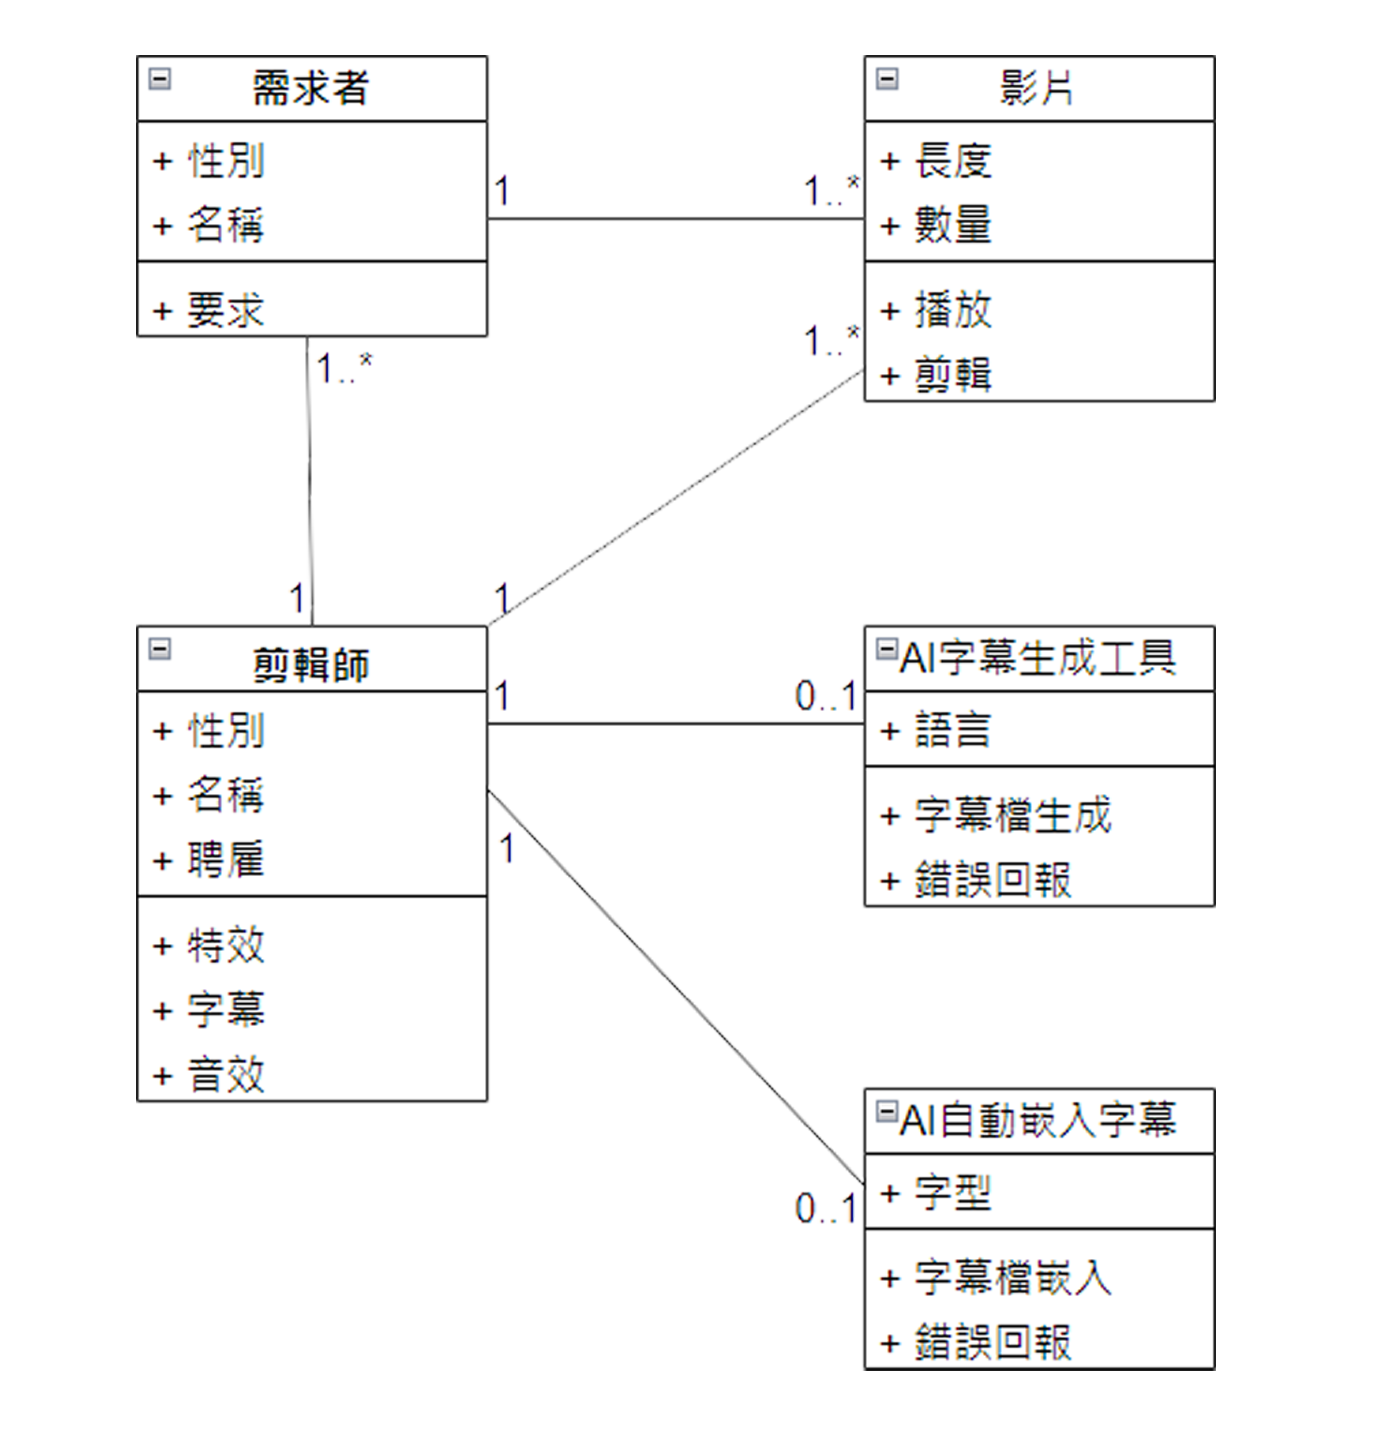 需求者
+ 性別
+ 名稱
+ 要求
1
1..*
影片
+ 長度
+ 數量
+ 播放
+ 剪輯
1..*
1..*
1
1
剪輯師
+ 性別
+ 名稱
+ 聘雇
+ 特效
+ 字幕
+ 音效
1
0..1
AI字幕生成工具
+ 語言
+ 字幕檔生成
+ 錯誤回報
1
0..1
AI自動嵌入字幕
+ 字型
+ 字幕檔嵌入
+ 錯誤回報